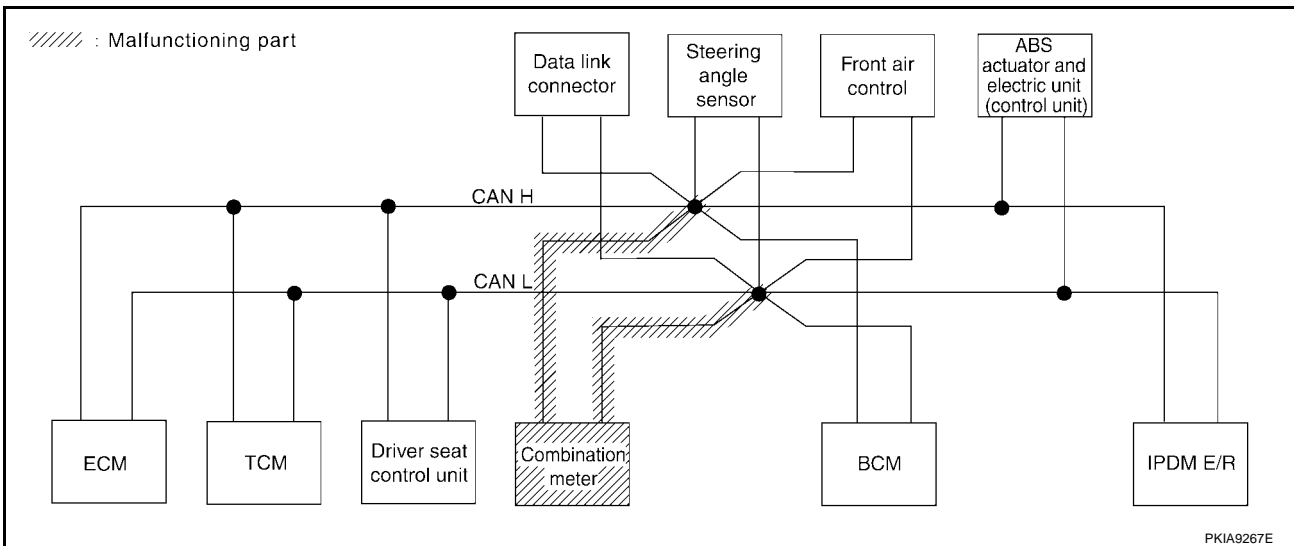 : Malfunctioning part
Data link
connector
Steering
angle
sensor
Front air
control
ABS
actuator and
electric unit
(control unit)
CAN H
CAN L
ECM
TCM
Driver seat
control unit
Combination
meter
BCM
IPDM E/R
PKIA9267E